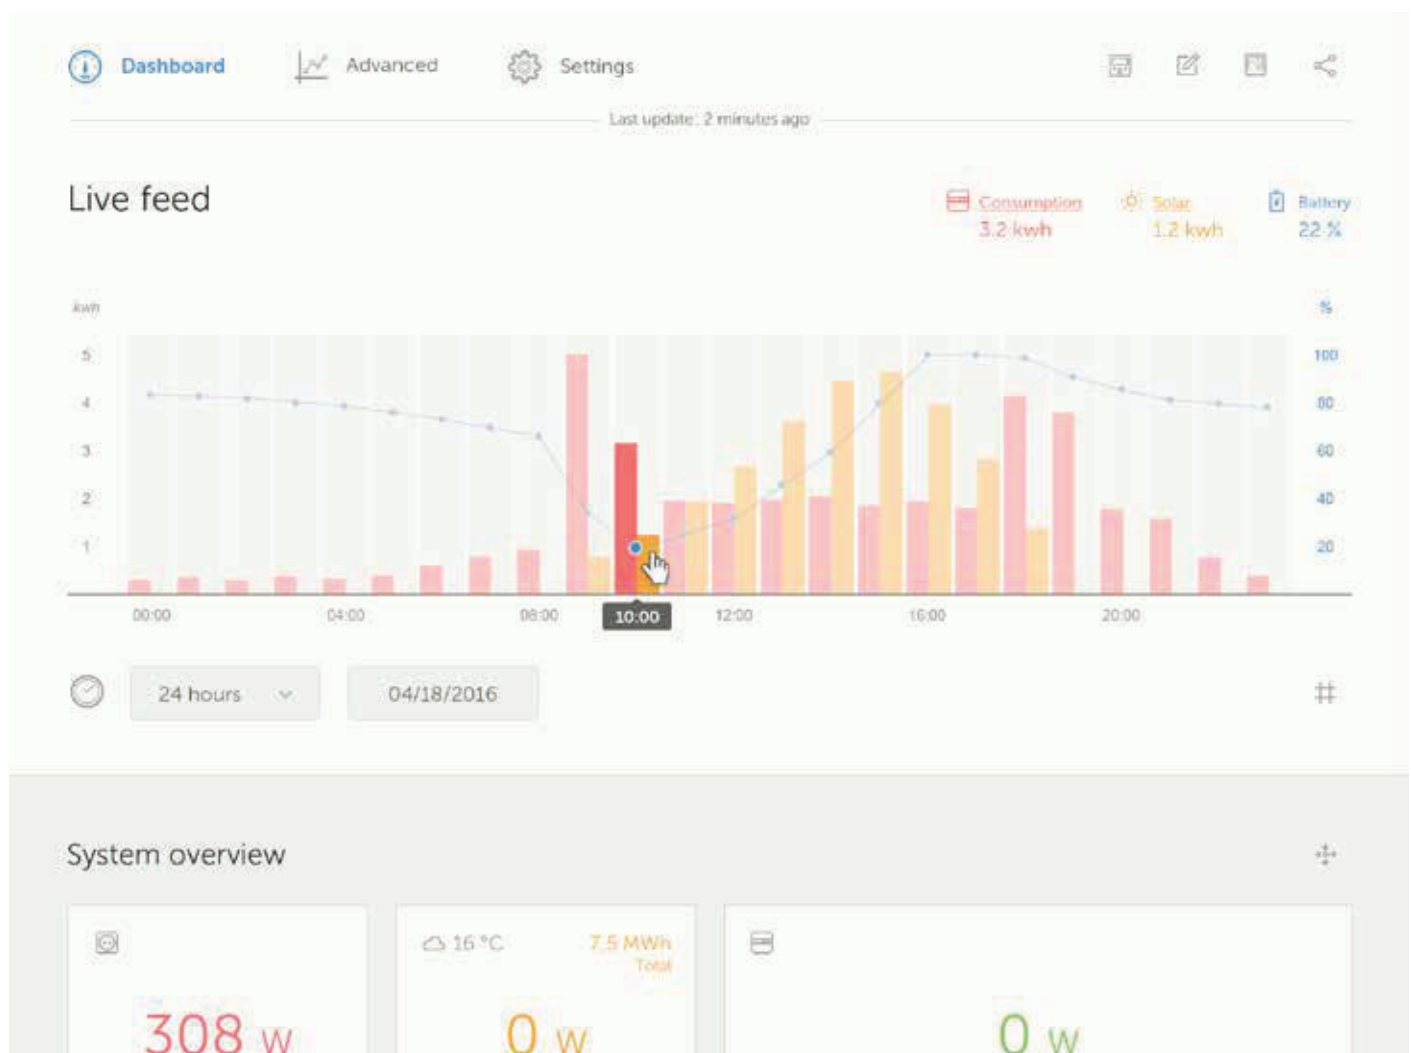 Dashboard Advanced Settings
Last update: 2 minutes ago
Live feed
Consumption Solar Battery
3.2 kwh 1.2 kwh 22 %
kwh %
5 100
4 80
3 60
2 40
1 20
00:00 04:00 08:00 10:00 12:00 16:00 20:00
24 hours 04/18/2016
System overview
16 °C 7.5 MWh
Total
308 W 0 W 0 W